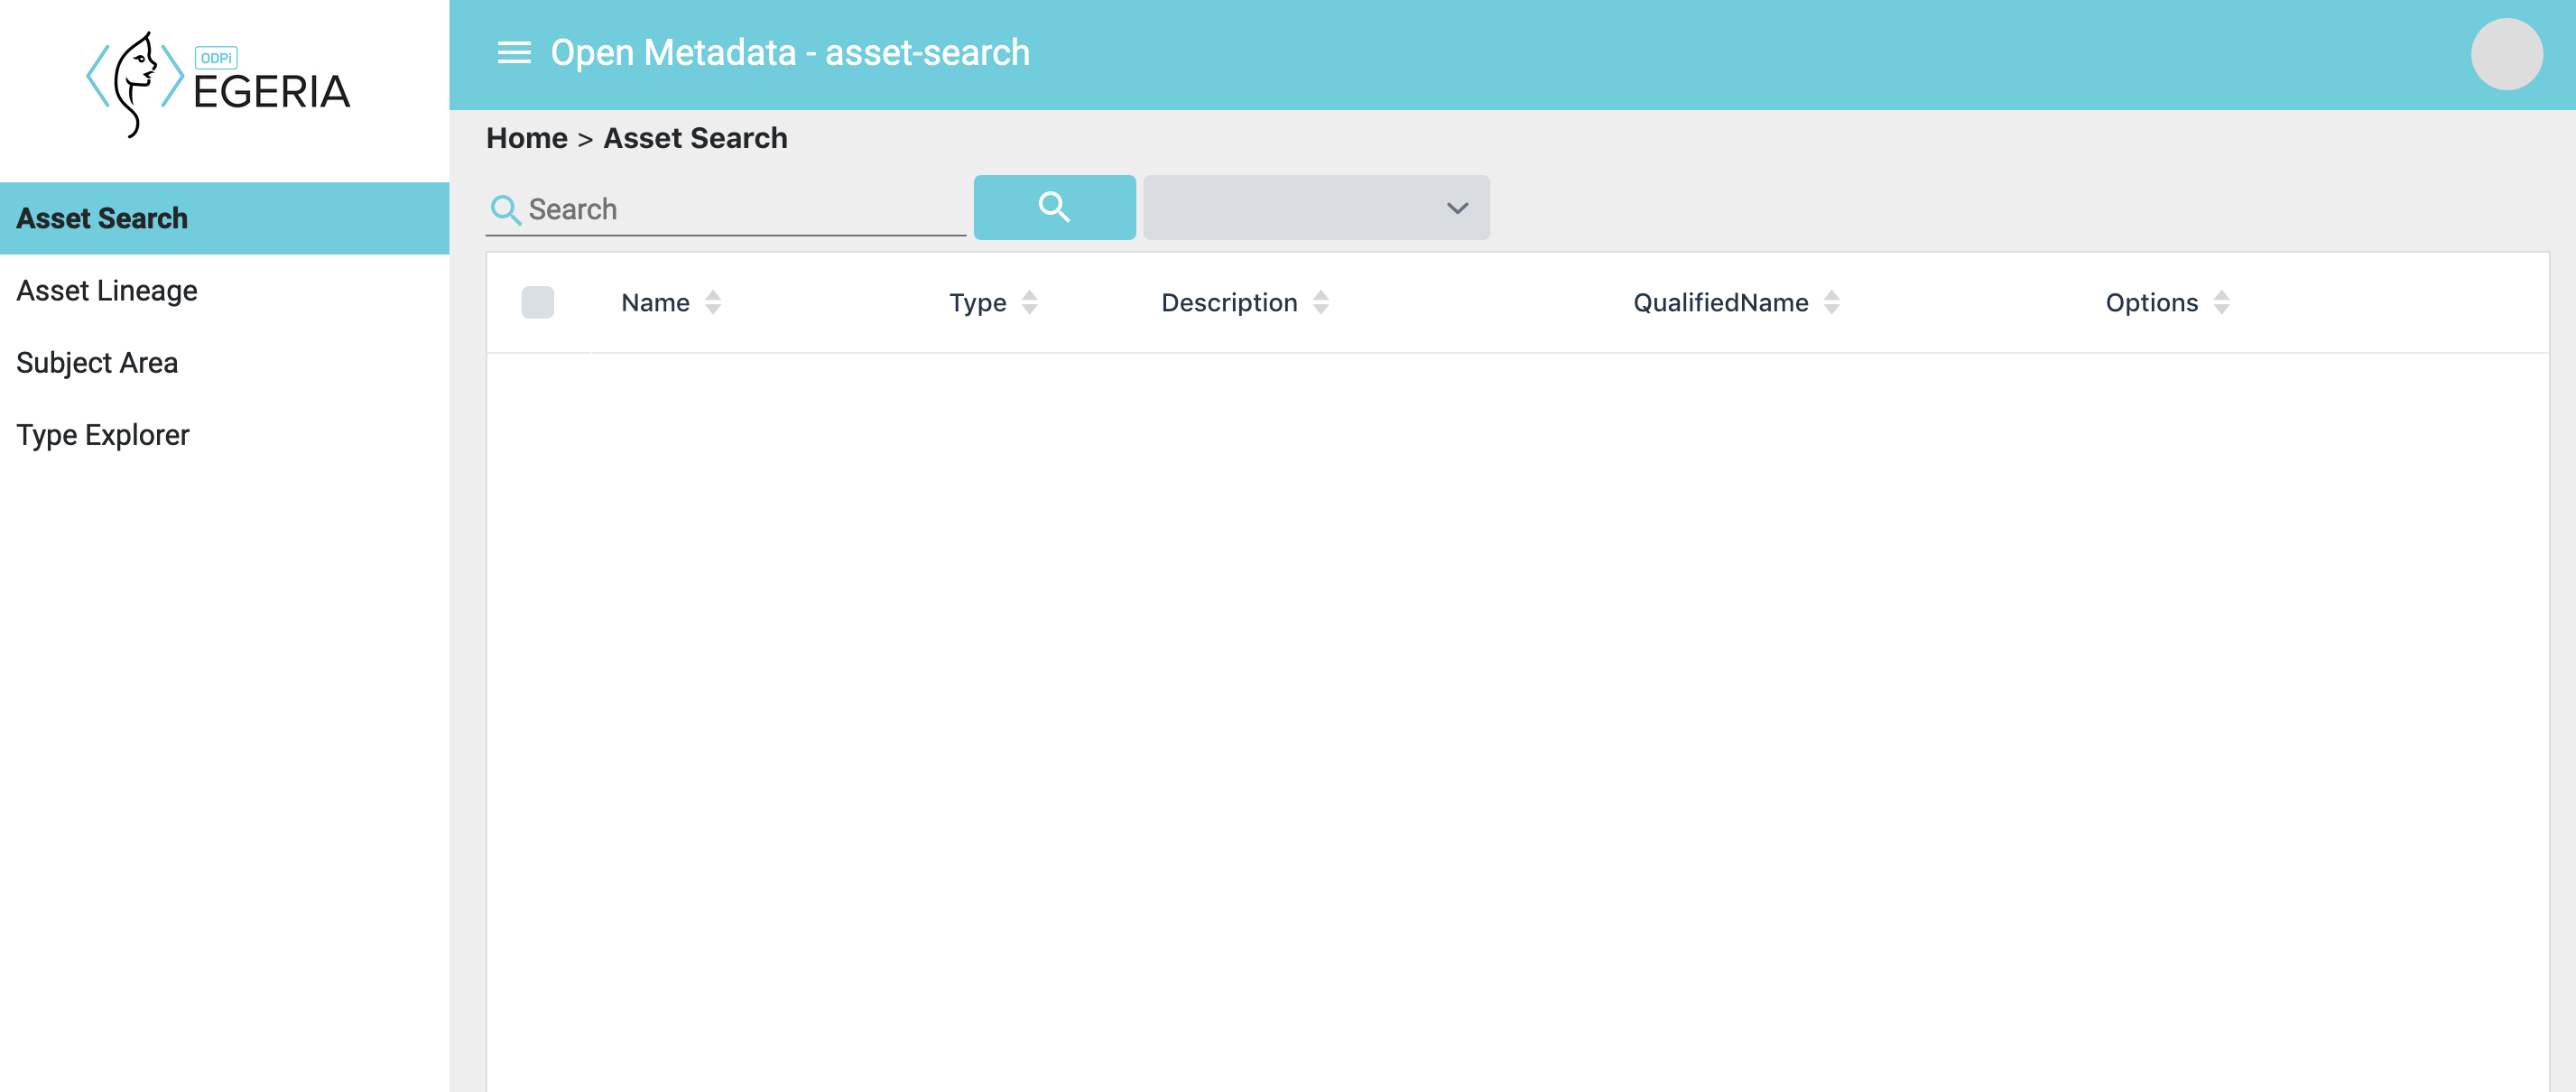 ODPi
EGERIA
Open Metadata - asset-search
Home > Asset Search
Search
Asset Search
Asset Lineage
Subject Area
Type Explorer
Name Type Description QualifiedName Options